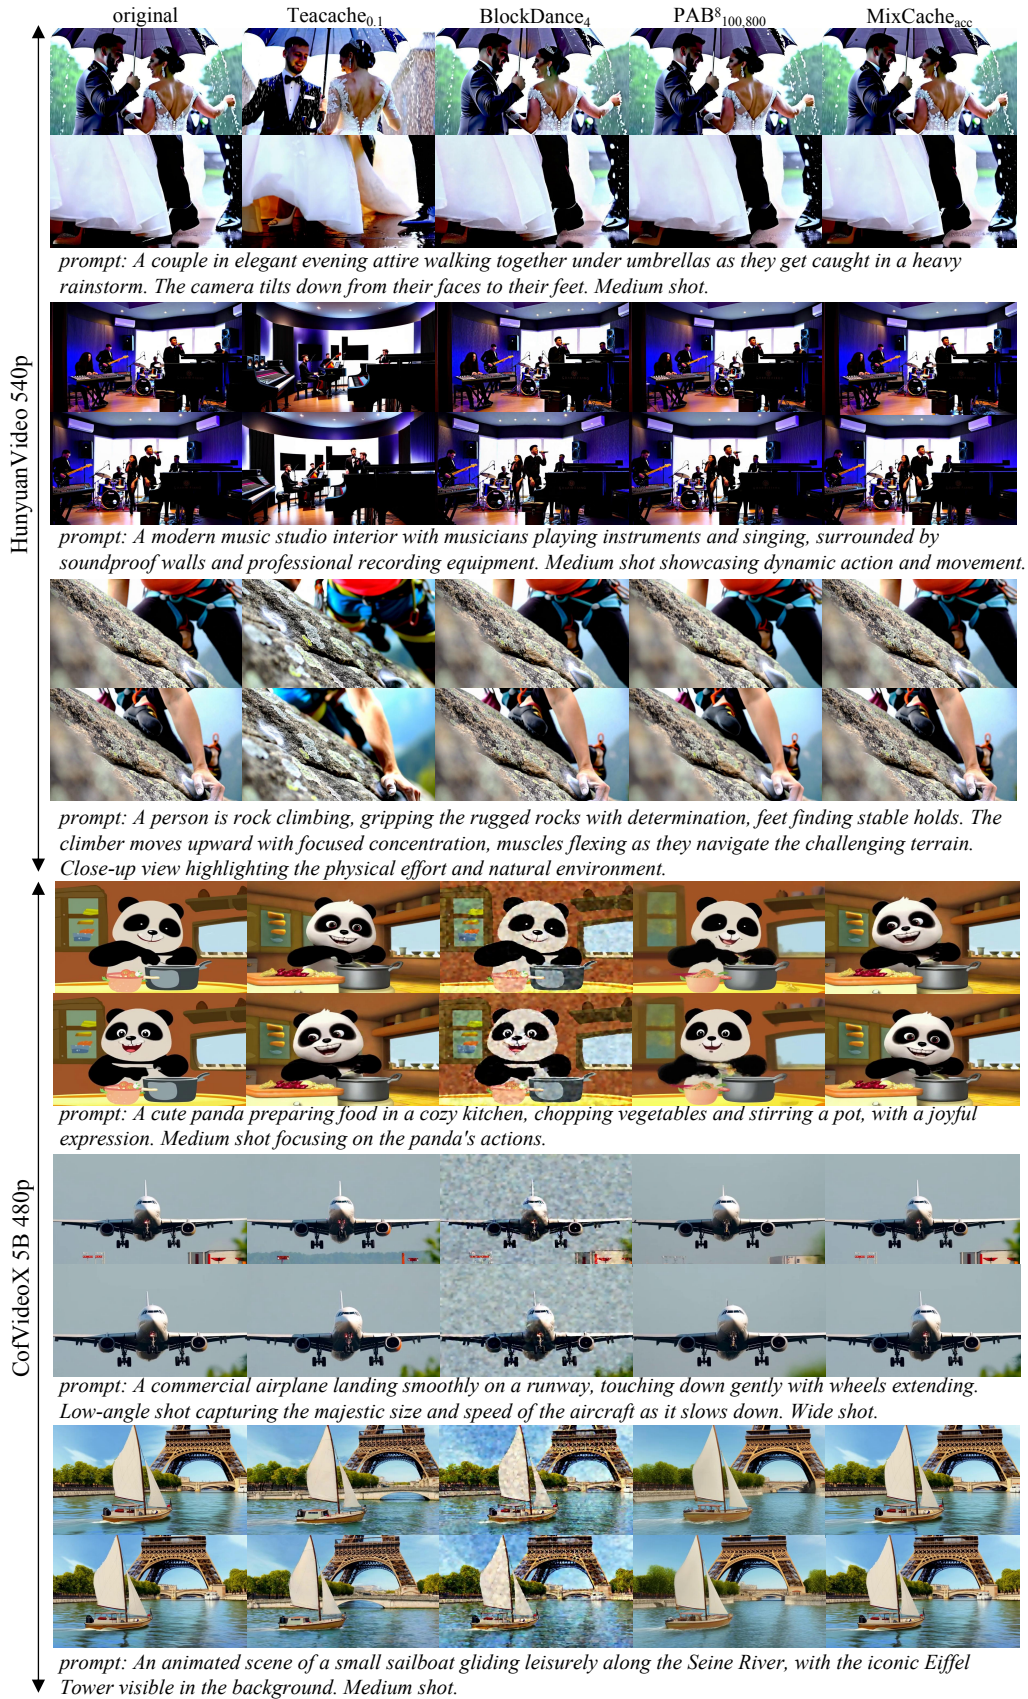 original Teacache0.1 BlockDance4 PAB⁸100,800 MixCacheacc
HunyuanVideo 540p
prompt: A couple in elegant evening attire walking together under umbrellas as they get caught in a heavy
rainstorm. The camera tilts down from their faces to their feet. Medium shot.
prompt: A modern music studio interior with musicians playing instruments and singing, surrounded by
soundproof walls and professional recording equipment. Medium shot showcasing dynamic action and movement.
prompt: A person is rock climbing, gripping the rugged rocks with determination, feet finding stable holds. The
climber moves upward with focused concentration, muscles flexing as they navigate the challenging terrain.
Close-up view highlighting the physical effort and natural environment.
CofVideoX 5B 480p
prompt: A cute panda preparing food in a cozy kitchen, chopping vegetables and stirring a pot, with a joyful
expression. Medium shot focusing on the panda's actions.
prompt: A commercial airplane landing smoothly on a runway, touching down gently with wheels extending.
Low-angle shot capturing the majestic size and speed of the aircraft as it slows down. Wide shot.
prompt: An animated scene of a small sailboat gliding leisurely along the Seine River, with the iconic Eiffel
Tower visible in the background. Medium shot.